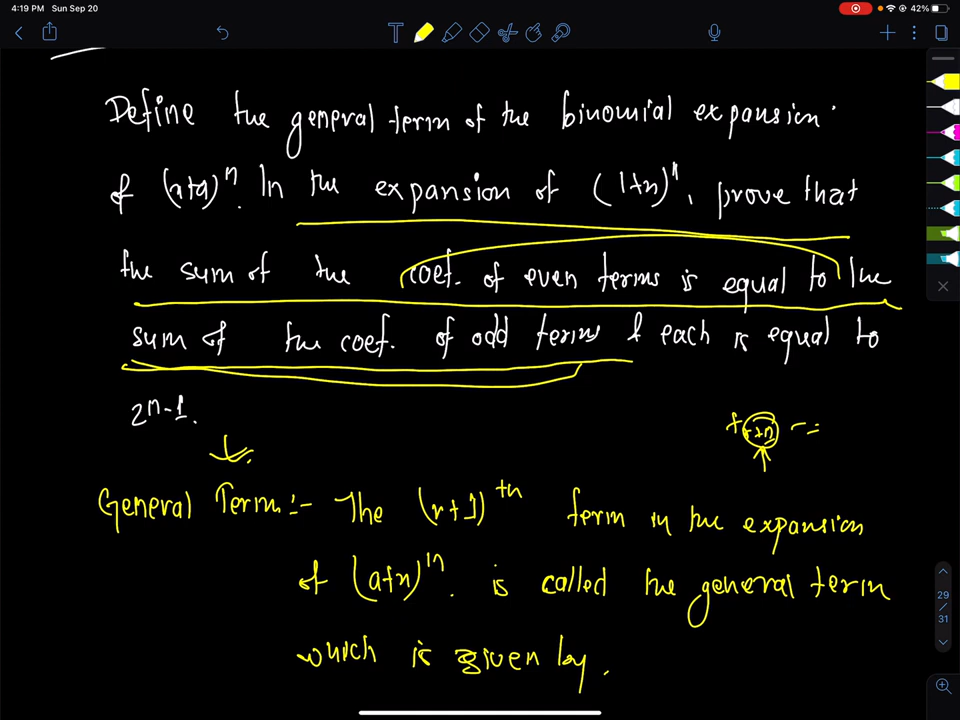 4:19 PM Sun Sep 20
42%
Define the general term of the binomial expansion.
of (x+a)^n. In the expansion of (1+x)^n, prove that
the sum of the coef. of even terms is equal to the
sum of the coef. of odd terms & each is equal to
2^n-1.
General Term:- The (r+1)^th term in the expansion
of (a+x)^n. is called the general term
which is given by.
29
/
31